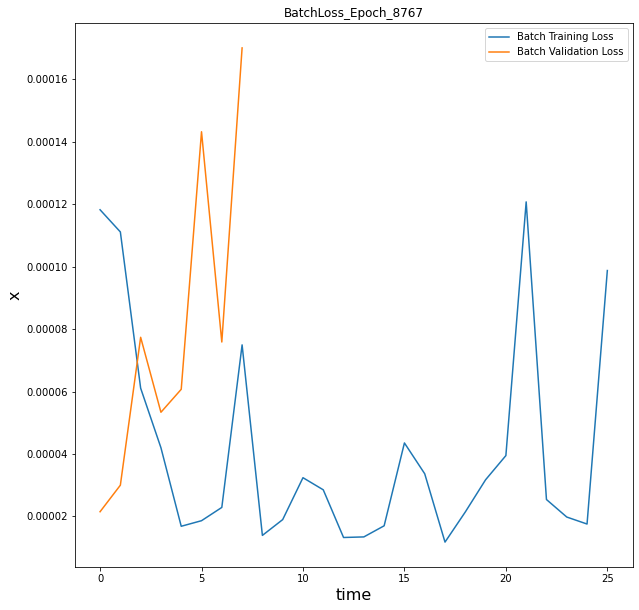 BatchLoss_Epoch_8767
Batch Training Loss
Batch Validation Loss
x
0.00016
0.00014
0.00012
0.00010
0.00008
0.00006
0.00004
0.00002
0 5 10 15 20 25
time